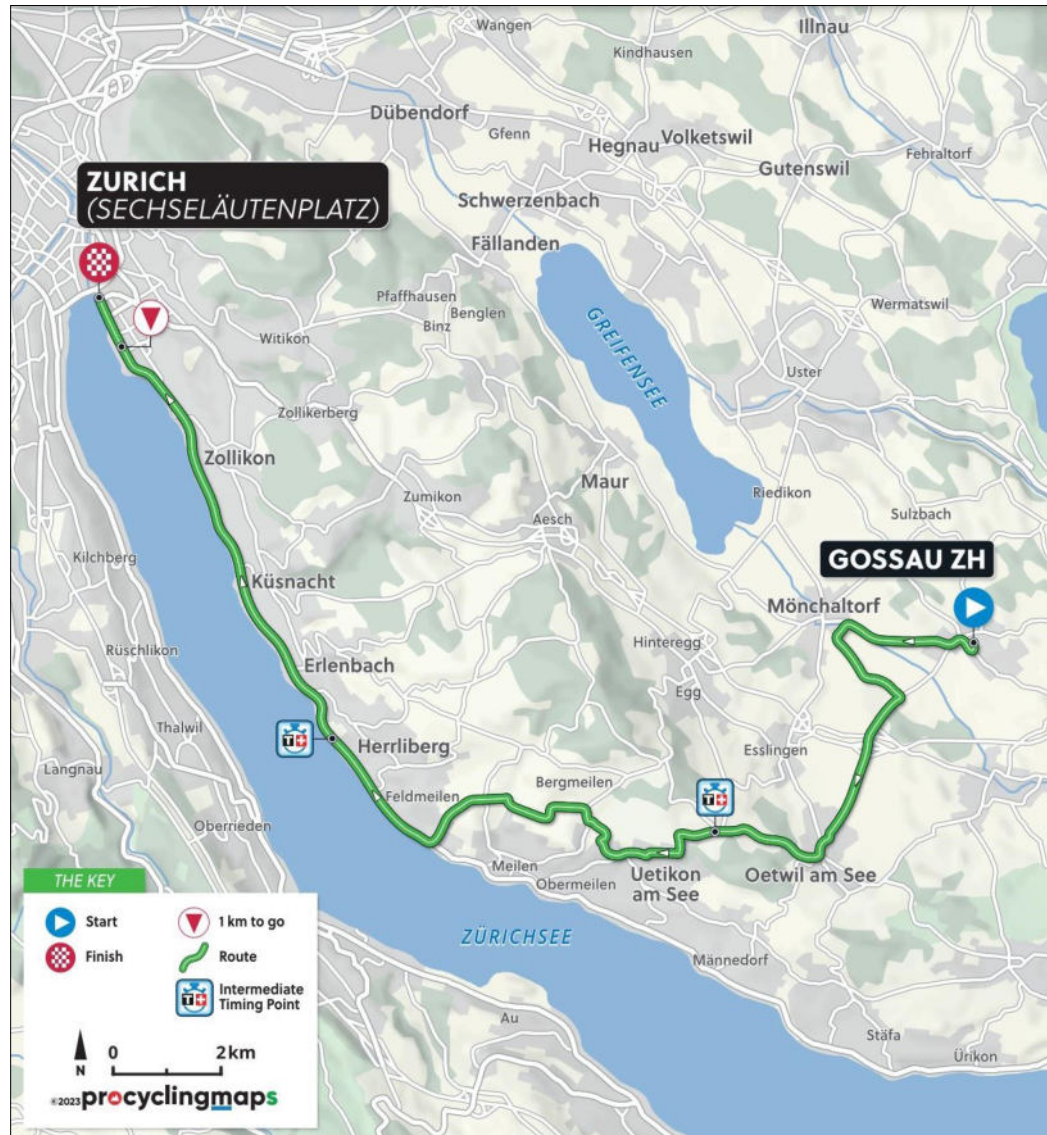 Wangen
Illnau
Kindhausen
Dübendorf
Gfenn
Volketswil
Hegnau
Fehraltorf
Gutenswil
ZURICH
(SECHSELÄUTENPLATZ)
Schwerzenbach
Fällanden
Pfaffhausen
Benglen
Binz
Wermatswil
Witikon
GREIFENSEE
Uster
Zollikerberg
Zollikon
Maur
Riedikon
Zumikon
Aesch
Sulzbach
Kilchberg
GOSSAU ZH
Küsnacht
Mönchaltorf
Hinteregg
Rüschlikon
Erlenbach
Egg
Thalwil
T
Herrliberg
Esslingen
Langnau
Bergmeilen
Feldmeilen
T
Oberrieden
Meilen
Uetikon
am See
Oetwil am See
Obermeilen
THE KEY
Start
1 km to go
Finish
Route
T
Intermediate
Timing Point
ZÜRICHSEE
Männedorf
Au
Stäfa
Ürikon
N
0
2 km
©2023 procyclingmaps